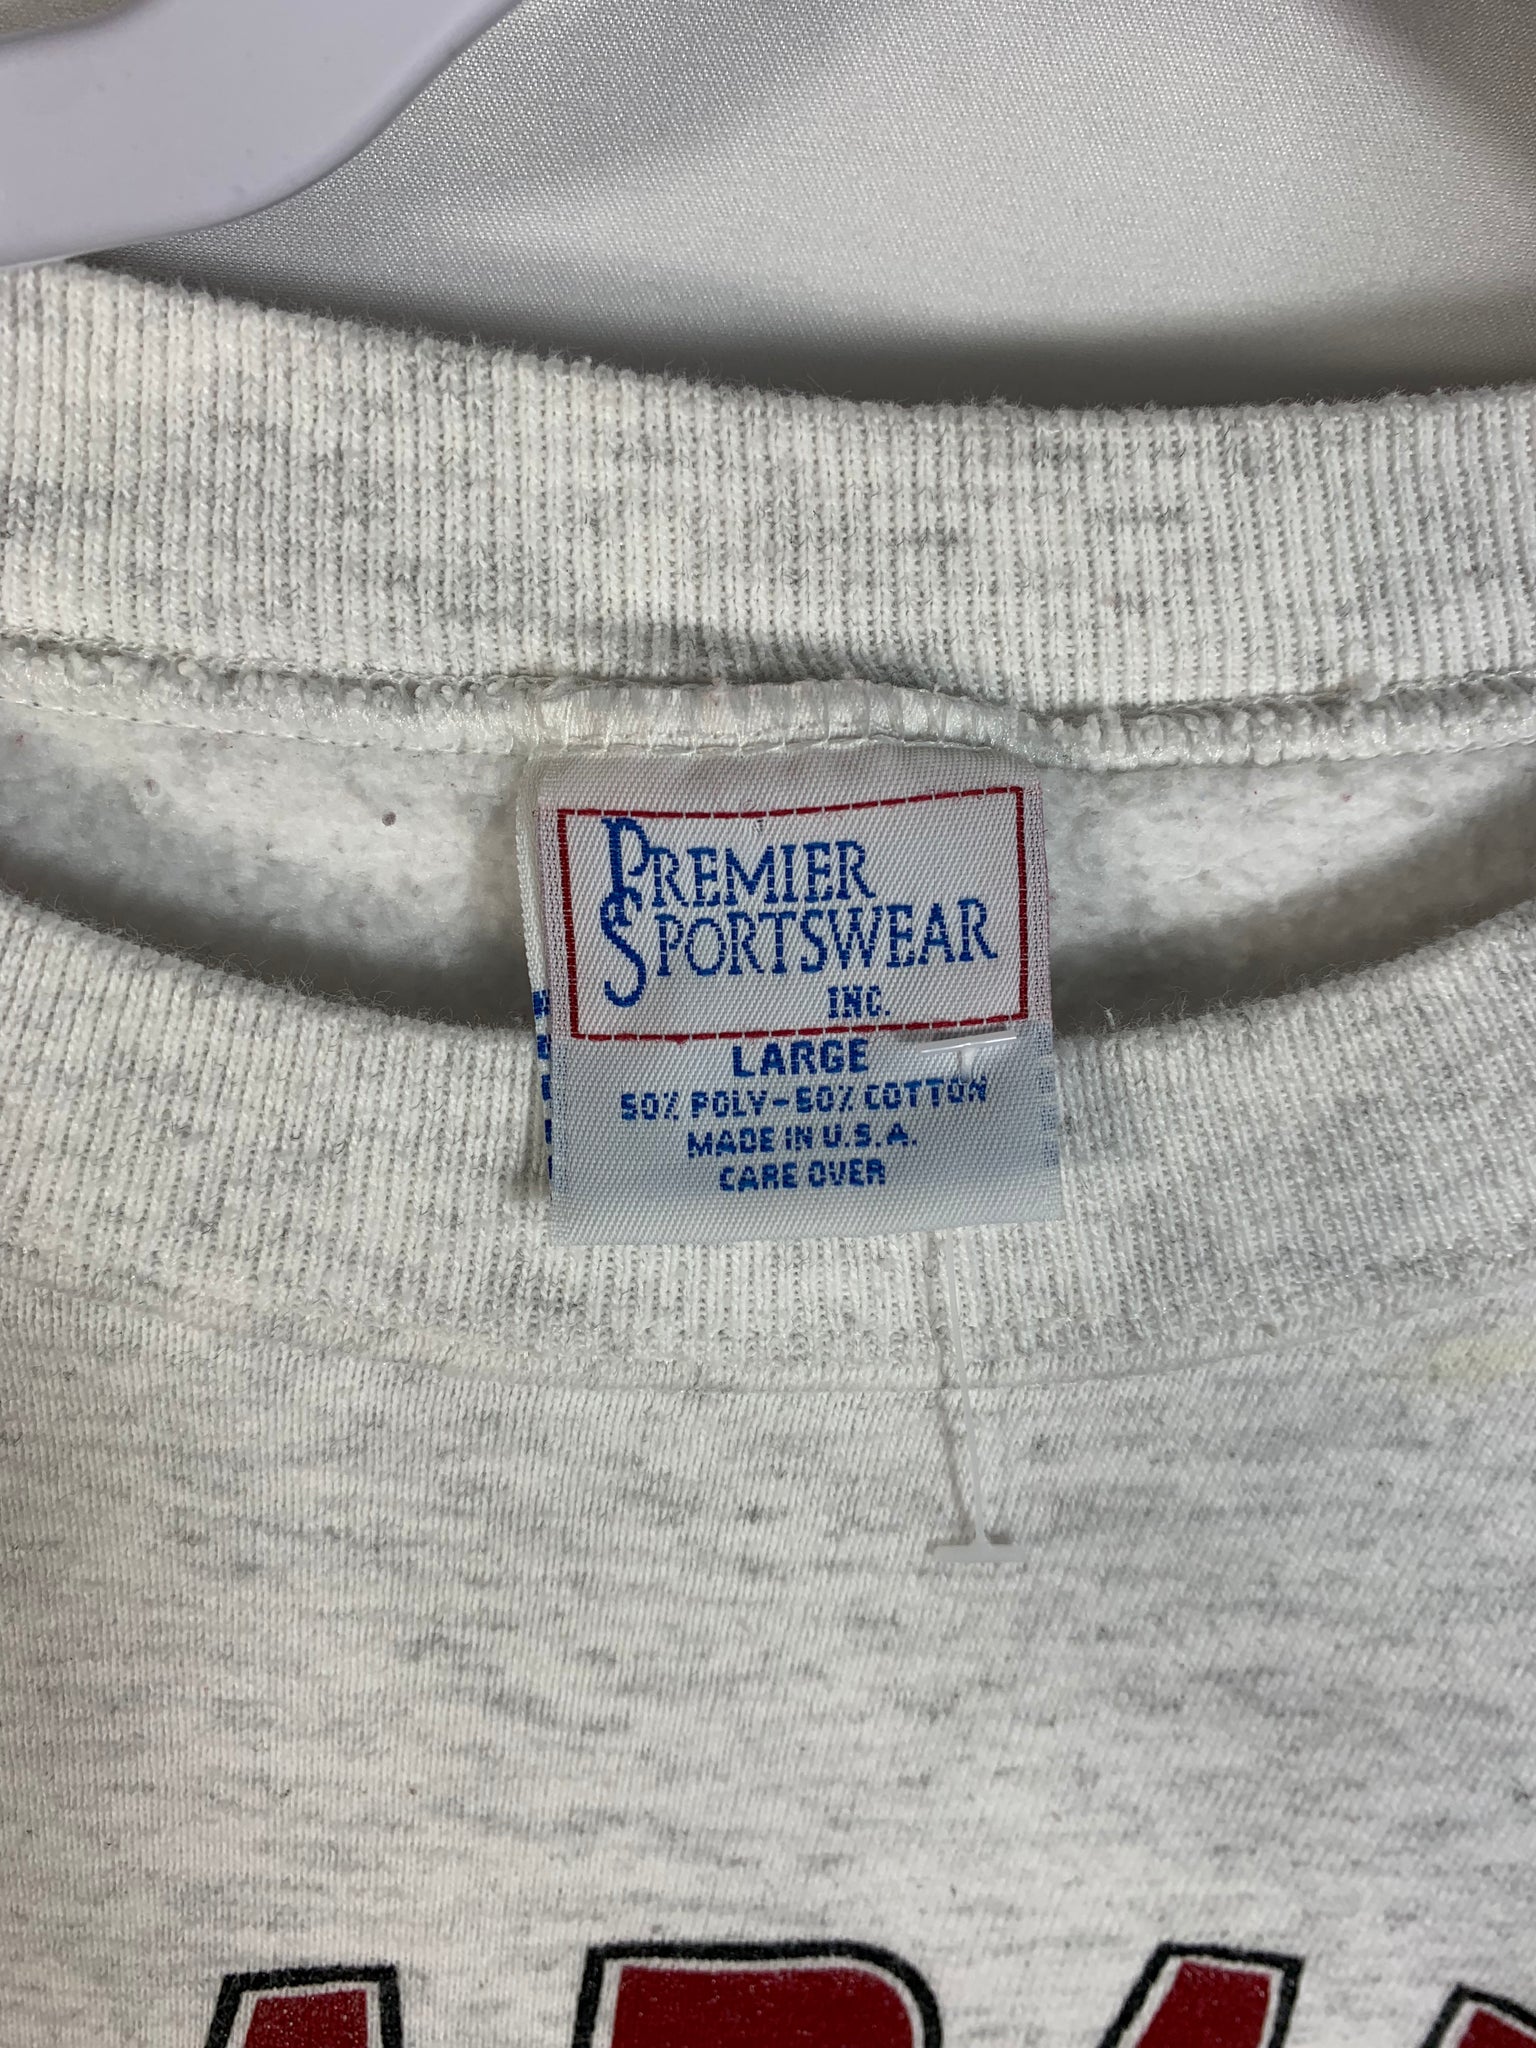 PREMIER
SPORTSWEAR
INC.
LARGE
50% POLY-50% COTTON
MADE IN U.S.A.
CARE OVER